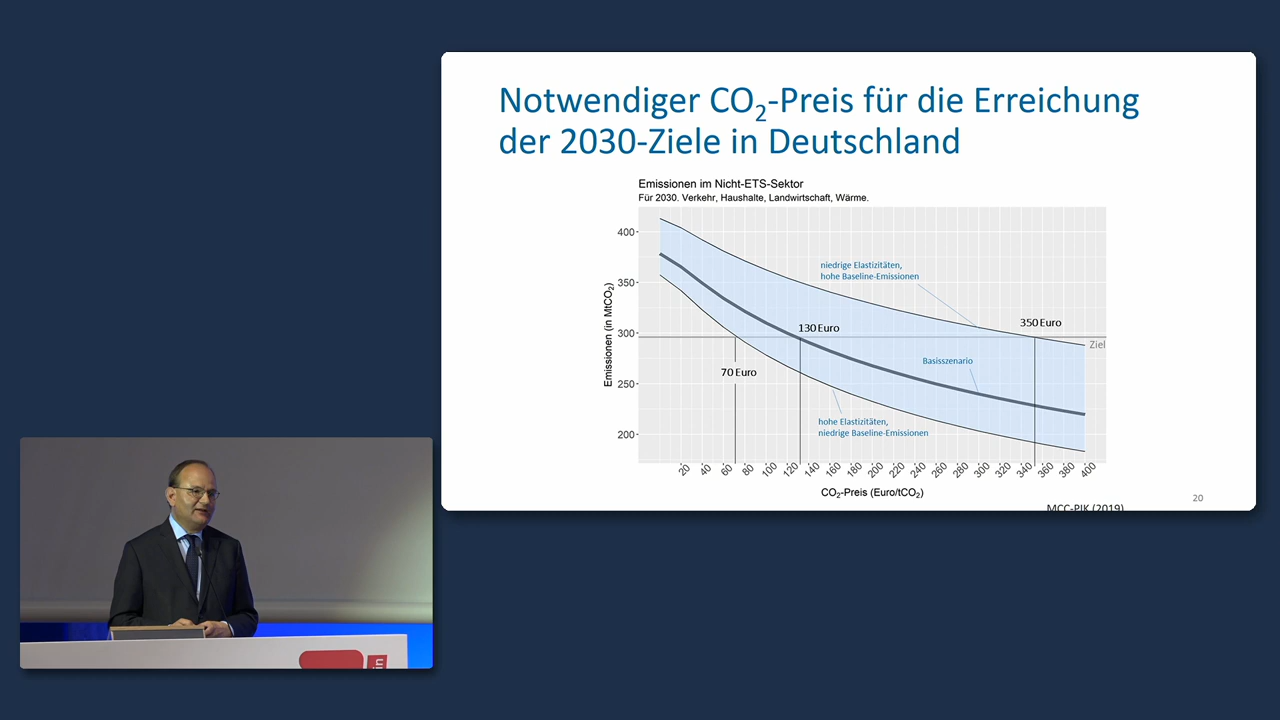 Notwendiger CO2-Preis für die Erreichung
der 2030-Ziele in Deutschland
Emissionen im Nicht-ETS-Sektor
Für 2030. Verkehr, Haushalte, Landwirtschaft, Wärme.
Emissionen (in MtCO2)
400
350
300
250
200
niedrige Elastizitäten,
hohe Baseline-Emissionen
130 Euro
350 Euro
Ziel
Basisszenario
70 Euro
hohe Elastizitäten,
niedrige Baseline-Emissionen
20 40 60 80 100 120 140 160 180 200 220 240 260 280 300 320 340 360 380 400
CO2-Preis (Euro/tCO2)
20
MCC-PIK (2019)
in